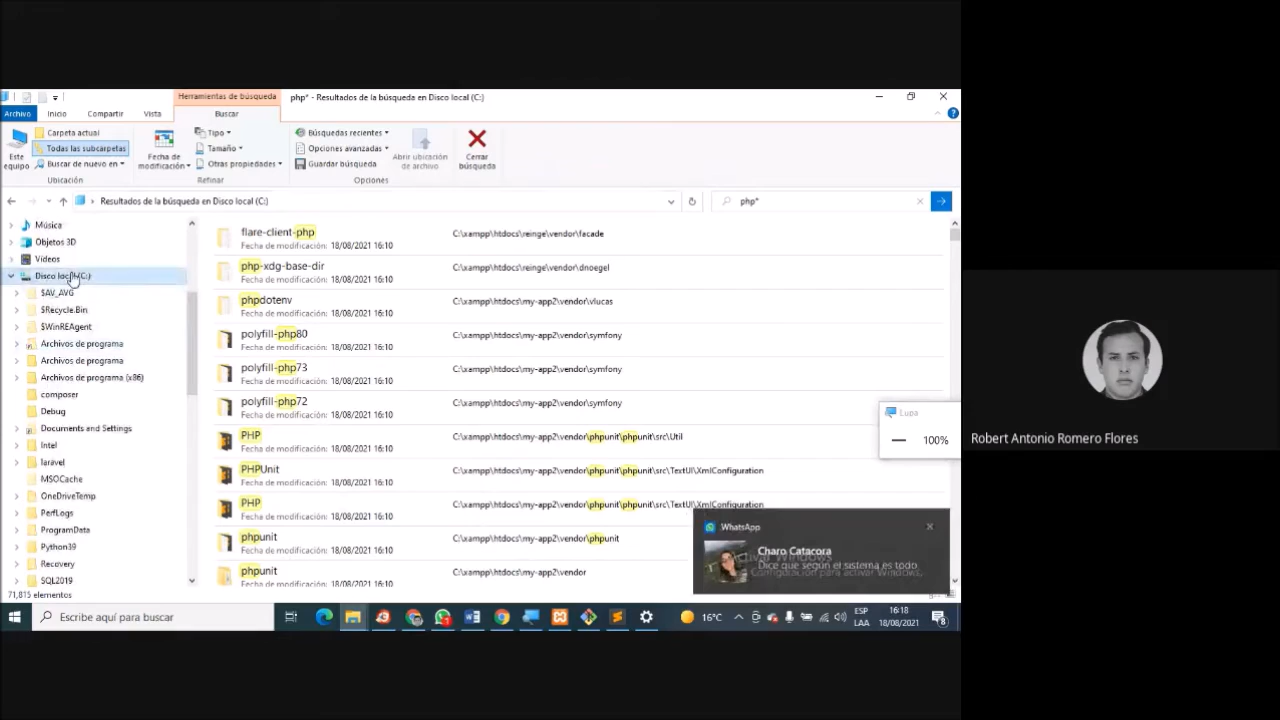 Herramientas de búsqueda
php* - Resultados de la búsqueda en Disco local (C:)
Archivo
Inicio
Compartir
Vista
Buscar
Este equipo
Carpeta actual
Todas las subcarpetas
Buscar de nuevo en
Ubicación
Fecha de modificación
Tipo
Tamaño
Otras propiedades
Refinar
Búsquedas recientes
Opciones avanzadas
Guardar búsqueda
Abrir ubicación de archivo
Opciones
Cerrar búsqueda
Resultados de la búsqueda en Disco local (C:)
php*
Música
Objetos 3D
Vídeos
Disco local (C:)
$AV_AVG
$Recycle.Bin
$WinREAgent
Archivos de programa
Archivos de programa
Archivos de programa (x86)
composer
Debug
Documents and Settings
Intel
laravel
MSOCache
OneDriveTemp
PerfLogs
ProgramData
Python39
Recovery
SQL2019
flare-client-php
Fecha de modificación: 18/08/2021 16:10
C:\xampp\htdocs\reinge\vendor\facade
php-xdg-base-dir
Fecha de modificación: 18/08/2021 16:10
C:\xampp\htdocs\reinge\vendor\dnoegel
phpdotenv
Fecha de modificación: 18/08/2021 16:10
C:\xampp\htdocs\my-app2\vendor\vlucas
polyfill-php80
Fecha de modificación: 18/08/2021 16:10
C:\xampp\htdocs\my-app2\vendor\symfony
polyfill-php73
Fecha de modificación: 18/08/2021 16:10
C:\xampp\htdocs\my-app2\vendor\symfony
polyfill-php72
Fecha de modificación: 18/08/2021 16:10
C:\xampp\htdocs\my-app2\vendor\symfony
PHP
Fecha de modificación: 18/08/2021 16:10
C:\xampp\htdocs\my-app2\vendor\phpunit\phpunit\src\Util
PHPUnit
Fecha de modificación: 18/08/2021 16:10
C:\xampp\htdocs\my-app2\vendor\phpunit\phpunit\src\TextUI\XmlConfiguration
PHP
Fecha de modificación: 18/08/2021 16:10
C:\xampp\htdocs\my-app2\vendor\phpunit\phpunit\src\TextUI\XmlConfiguration
phpunit
Fecha de modificación: 18/08/2021 16:10
C:\xampp\htdocs\my-app2\vendor\phpunit
phpunit
Fecha de modificación: 18/08/2021 16:10
C:\xampp\htdocs\my-app2\vendor
71,815 elementos
Lupa
100%
WhatsApp
Charo Catacora
Dice que según el sistema es todo
Activar Windows
Configuración para activar Windows.
Escribe aquí para buscar
16°C
ESP
LAA
16:18
18/08/2021
8
Robert Antonio Romero Flores